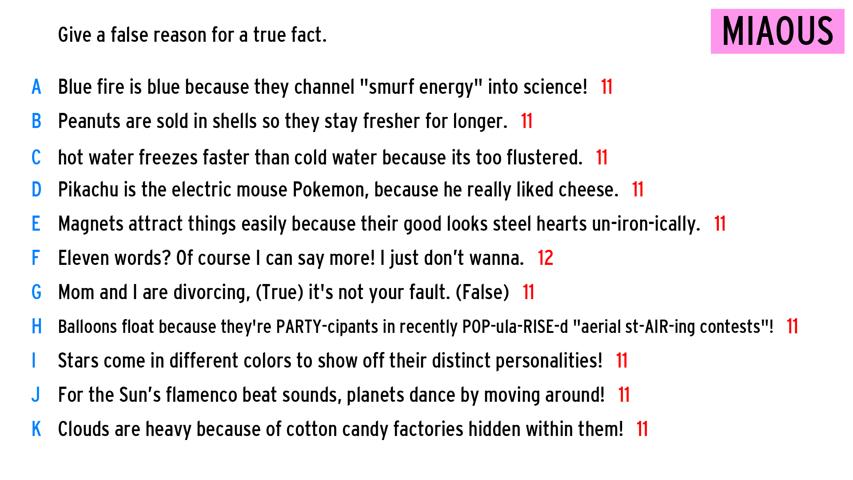 Give a false reason for a true fact.
MIAOUS
A Blue fire is blue because they channel "smurf energy" into science! 11
B Peanuts are sold in shells so they stay fresher for longer. 11
C hot water freezes faster than cold water because its too flustered. 11
D Pikachu is the electric mouse Pokemon, because he really liked cheese. 11
E Magnets attract things easily because their good looks steel hearts un-iron-ically. 11
F Eleven words? Of course I can say more! I just don’t wanna. 12
G Mom and I are divorcing, (True) it's not your fault. (False) 11
H Balloons float because they're PARTY-cipants in recently POP-ula-RISE-d "aerial st-AIR-ing contests"! 11
I Stars come in different colors to show off their distinct personalities! 11
J For the Sun’s flamenco beat sounds, planets dance by moving around! 11
K Clouds are heavy because of cotton candy factories hidden within them! 11